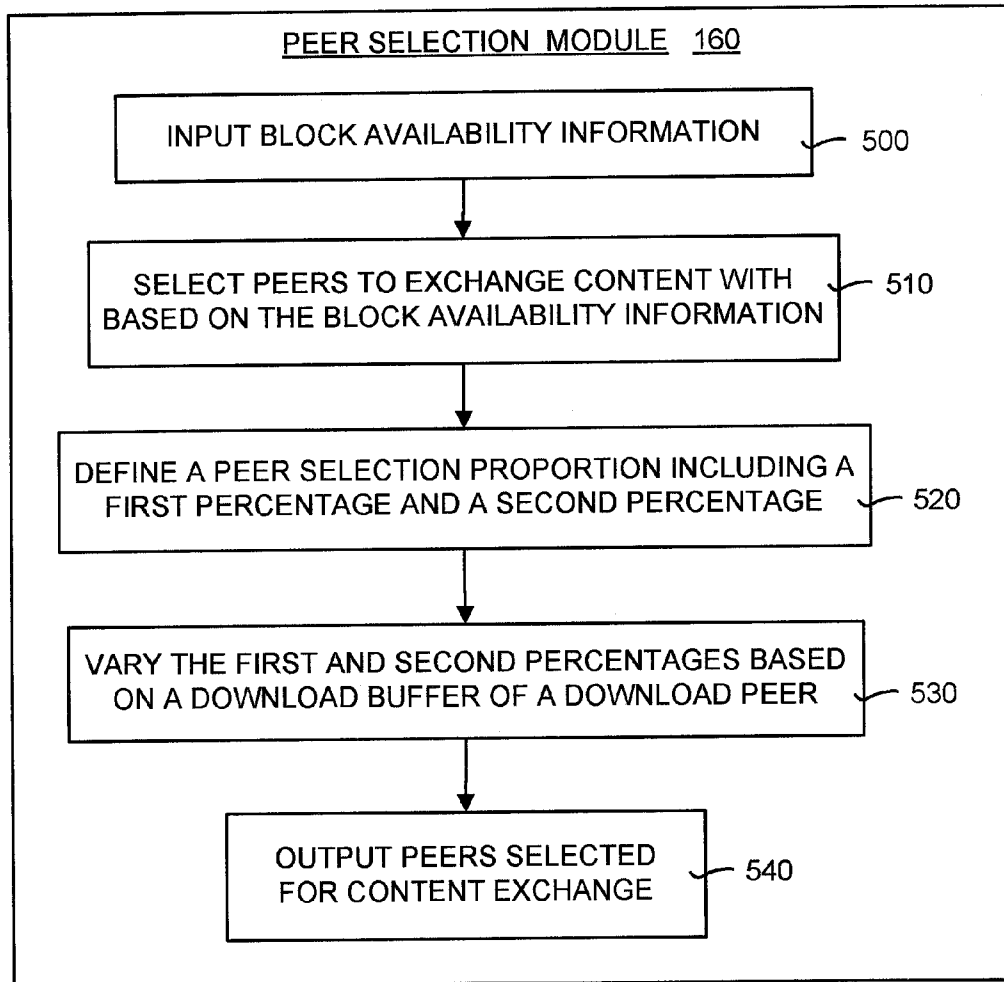 PEER SELECTION MODULE 160
INPUT BLOCK AVAILABILITY INFORMATION
500
SELECT PEERS TO EXCHANGE CONTENT WITH
BASED ON THE BLOCK AVAILABILITY INFORMATION
510
DEFINE A PEER SELECTION PROPORTION INCLUDING A
FIRST PERCENTAGE AND A SECOND PERCENTAGE
520
VARY THE FIRST AND SECOND PERCENTAGES BASED
ON A DOWNLOAD BUFFER OF A DOWNLOAD PEER
530
OUTPUT PEERS SELECTED
FOR CONTENT EXCHANGE
540